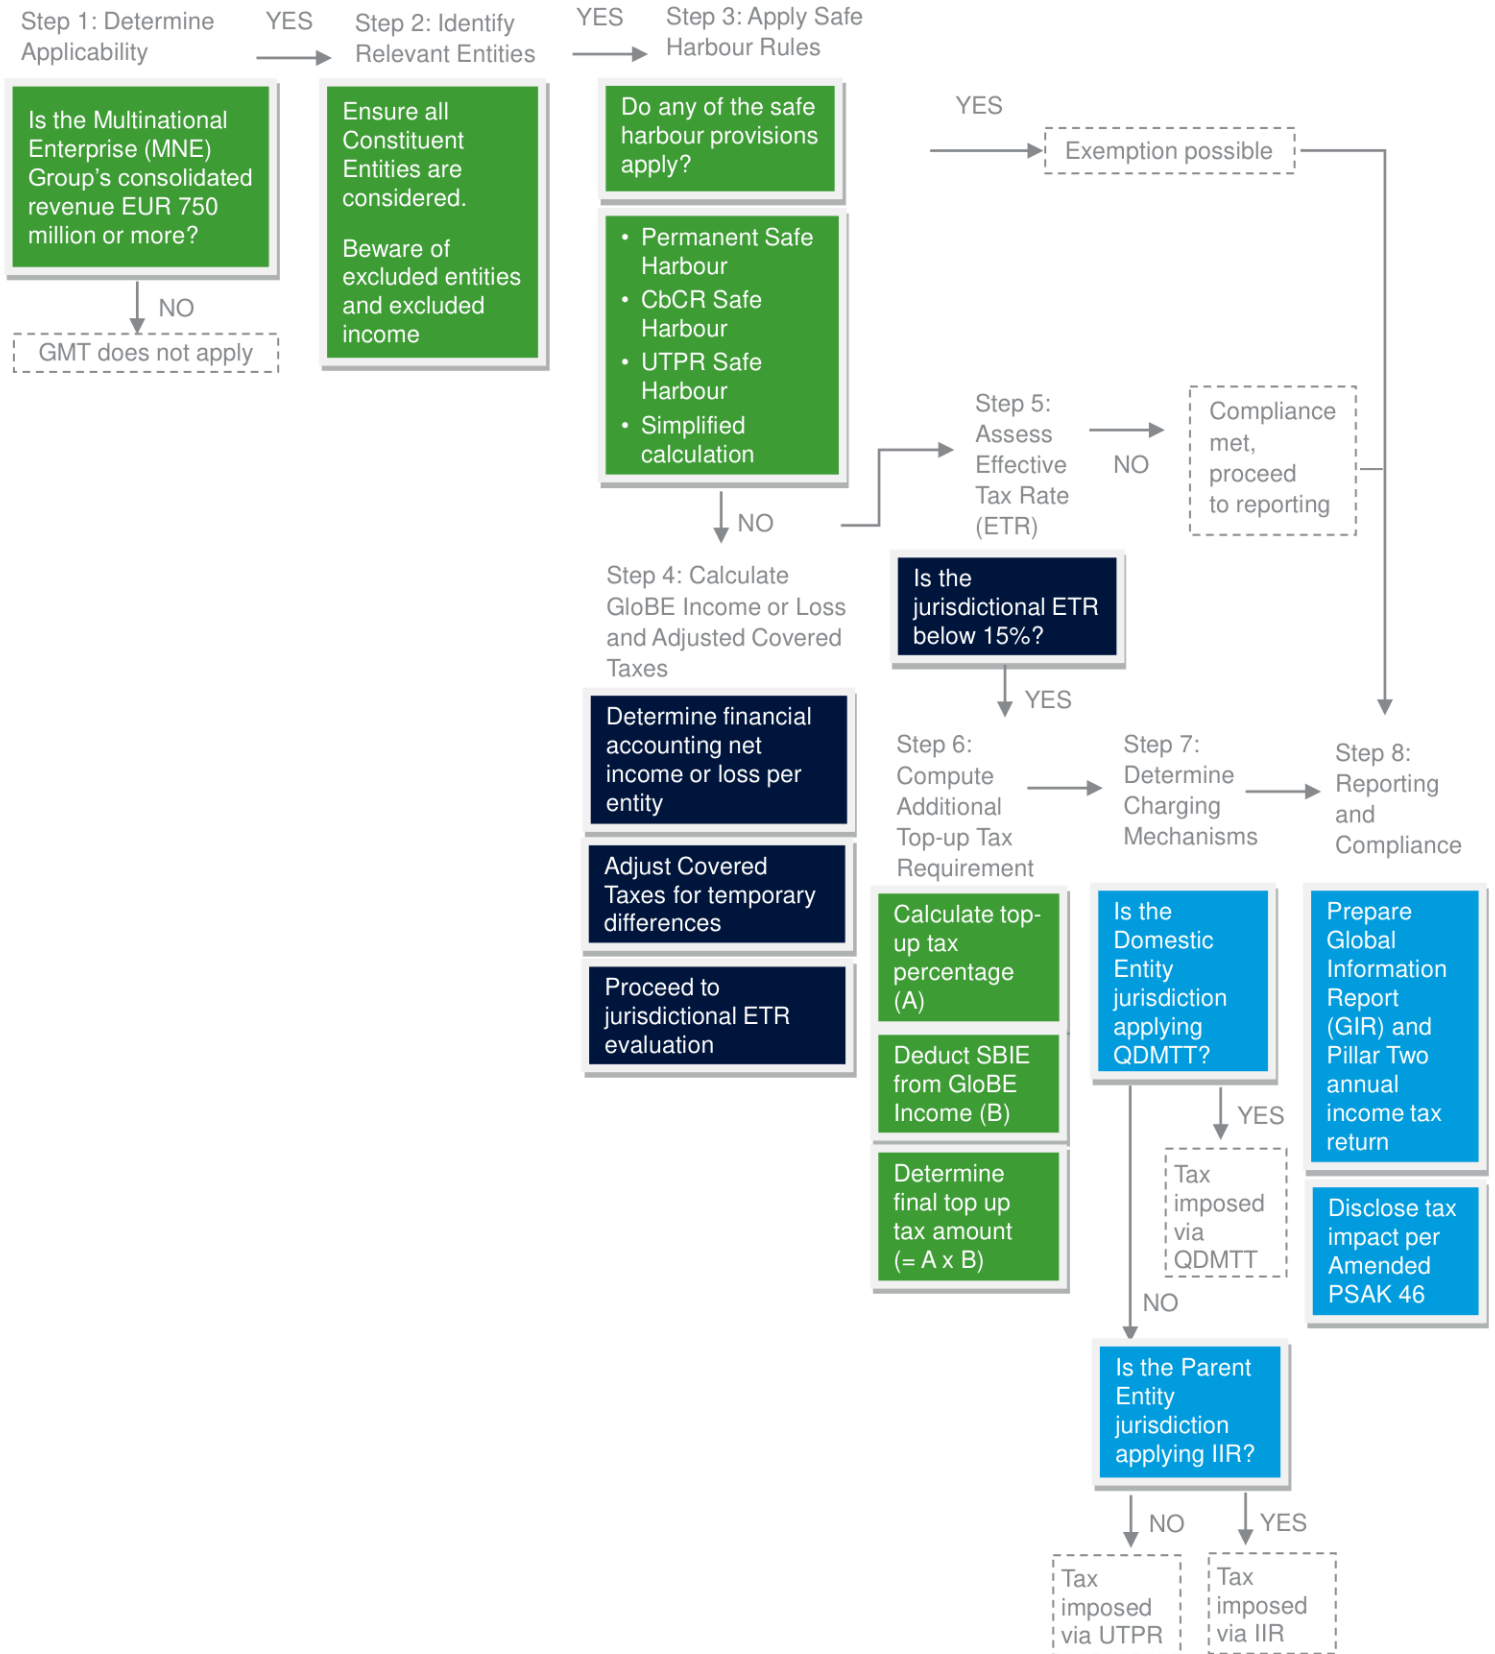 Step 1: Determine
Applicability
YES
Step 2: Identify
Relevant Entities
YES
Step 3: Apply Safe
Harbour Rules
Is the Multinational
Enterprise (MNE)
Group's consolidated
revenue EUR 750
million or more?
NO
GMT does not apply
Ensure all
Constituent
Entities are
considered.
Beware of
excluded entities
and excluded
income
Do any of the safe
harbour provisions
apply?
YES
Exemption possible
• Permanent Safe
Harbour
• CbCR Safe
Harbour
• UTPR Safe
Harbour
• Simplified
calculation
NO
Step 4: Calculate
GloBE Income or Loss
and Adjusted Covered
Taxes
Determine financial
accounting net
income or loss per
entity
Adjust Covered
Taxes for temporary
differences
Proceed to
jurisdictional ETR
evaluation
Step 5:
Assess
Effective
Tax Rate
(ETR)
NO
Compliance
met,
proceed
to reporting
Is the
jurisdictional ETR
below 15%?
YES
Step 6:
Compute
Additional
Top-up Tax
Requirement
Calculate top-
up tax
percentage
(A)
Deduct SBIE
from GloBE
Income (B)
Determine
final top up
tax amount
(= A x B)
Step 7:
Determine
Charging
Mechanisms
Is the
Domestic
Entity
jurisdiction
applying
QDMTT?
YES
Tax
imposed
via
QDMTT
NO
Is the Parent
Entity
jurisdiction
applying IIR?
NO
Tax
imposed
via UTPR
YES
Tax
imposed
via IIR
Step 8:
Reporting
and
Compliance
Prepare
Global
Information
Report
(GIR) and
Pillar Two
annual
income tax
return
Disclose tax
impact per
Amended
PSAK 46